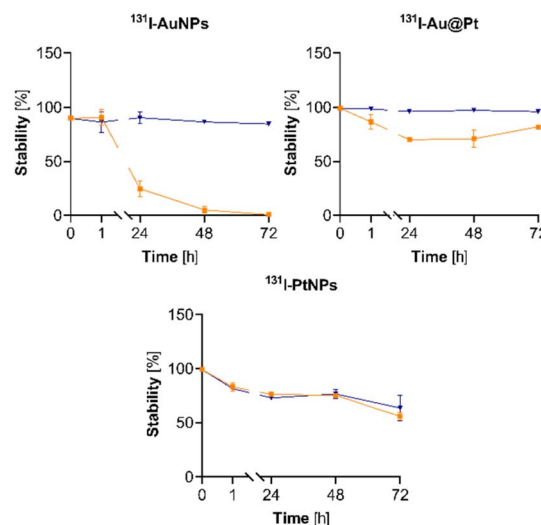 ¹³¹I-AuNPs
Stability [%]
150
100
50
0
0 1 24 48 72
Time [h]
¹³¹I-Au@Pt
Stability [%]
150
100
50
0
0 1 24 48 72
Time [h]
¹³¹I-PtNPs
Stability [%]
150
100
50
0
0 1 24 48 72
Time [h]